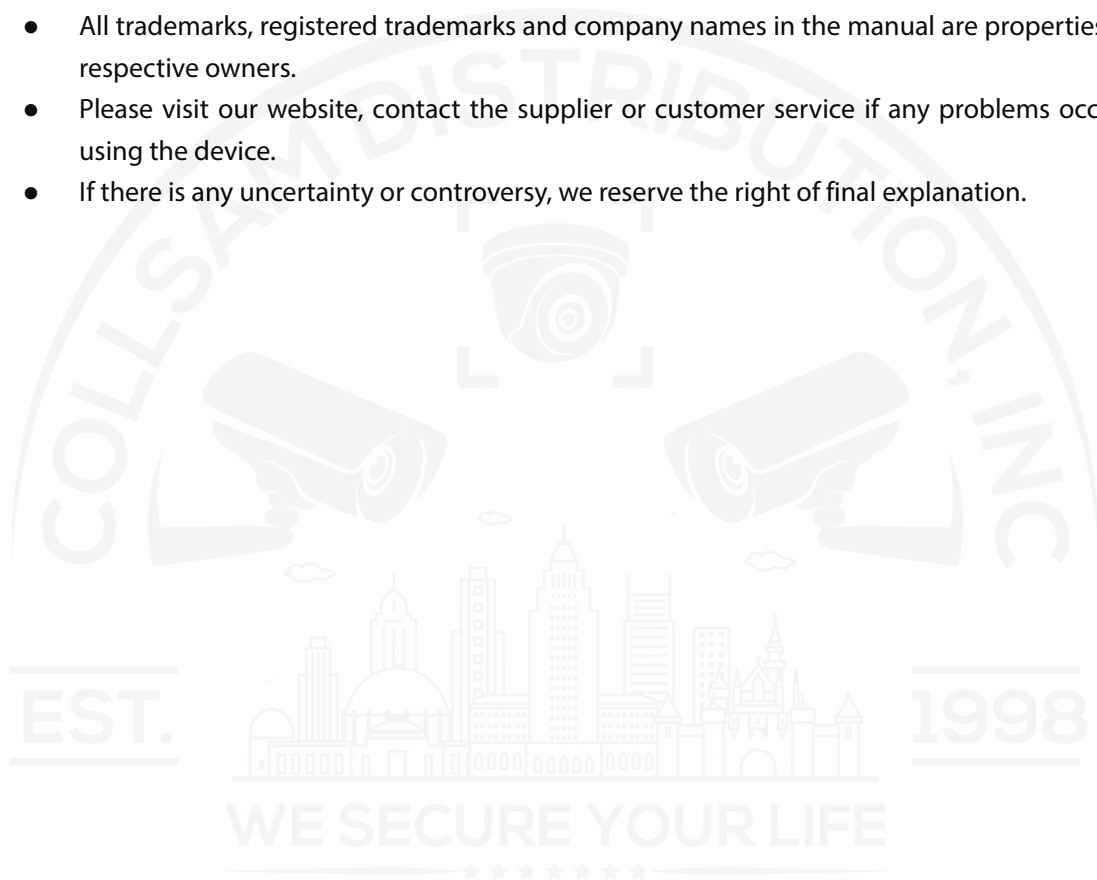 ● All trademarks, registered trademarks and company names in the manual are properties
respective owners.
● Please visit our website, contact the supplier or customer service if any problems occ
using the device.
● If there is any uncertainty or controversy, we reserve the right of final explanation.
COLLSAM DISTRIBUTION, INC
EST.
1998
WE SECURE YOUR LIFE